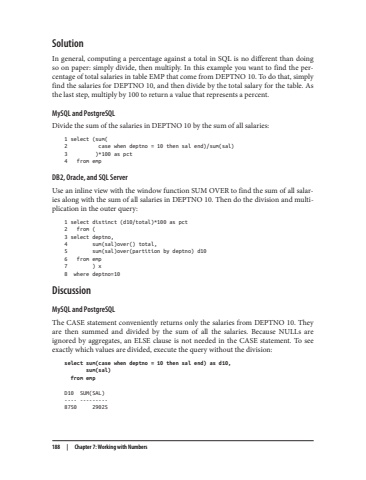 Solution
In general, computing a percentage against a total in SQL is no different than doing
so on paper: simply divide, then multiply. In this example you want to find the per-
centage of total salaries in table EMP that come from DEPTNO 10. To do that, simply
find the salaries for DEPTNO 10, and then divide by the total salary for the table. As
the last step, multiply by 100 to return a value that represents a percent.
MySQL and PostgreSQL
Divide the sum of the salaries in DEPTNO 10 by the sum of all salaries:
1 select (sum(
2 case when deptno = 10 then sal end)/sum(sal)
3 )*100 as pct
4 from emp
DB2, Oracle, and SQL Server
Use an inline view with the window function SUM OVER to find the sum of all salar-
ies along with the sum of all salaries in DEPTNO 10. Then do the division and multi-
plication in the outer query:
1 select distinct (d10/total)*100 as pct
2 from (
3 select deptno,
4 sum(sal)over() total,
5 sum(sal)over(partition by deptno) d10
6 from emp
7 ) x
8 where deptno=10
Discussion
MySQL and PostgreSQL
The CASE statement conveniently returns only the salaries from DEPTNO 10. They
are then summed and divided by the sum of all the salaries. Because NULLs are
ignored by aggregates, an ELSE clause is not needed in the CASE statement. To see
exactly which values are divided, execute the query without the division:
select sum(case when deptno = 10 then sal end) as d10,
sum(sal)
from emp
D10 SUM(SAL)
---- ---------
8750 29025
188 | Chapter 7: Working with Numbers